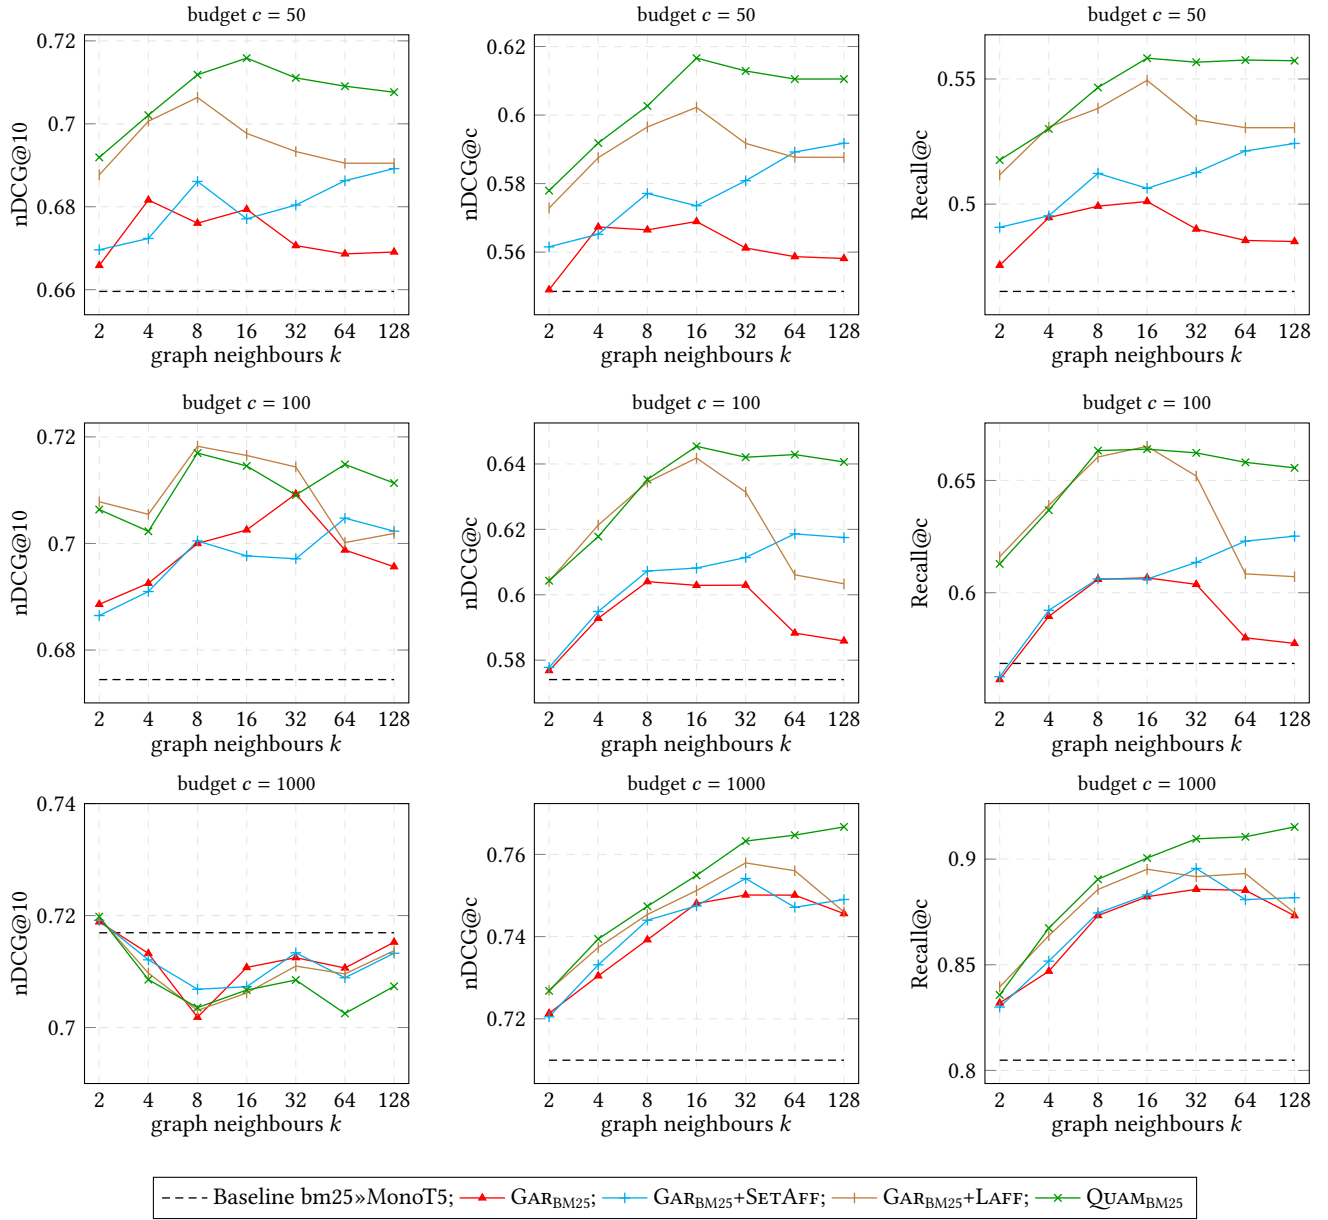 budget c = 50
0.72
0.7
0.68
0.66
nDCG@10
2 4 8 16 32 64 128
graph neighbours k
budget c = 50
0.62
0.6
0.58
0.56
nDCG@c
2 4 8 16 32 64 128
graph neighbours k
budget c = 50
0.55
0.5
Recall@c
2 4 8 16 32 64 128
graph neighbours k
budget c = 100
0.72
0.7
0.68
nDCG@10
2 4 8 16 32 64 128
graph neighbours k
budget c = 100
0.64
0.62
0.6
0.58
nDCG@c
2 4 8 16 32 64 128
graph neighbours k
budget c = 100
0.65
0.6
Recall@c
2 4 8 16 32 64 128
graph neighbours k
budget c = 1000
0.74
0.72
0.7
nDCG@10
2 4 8 16 32 64 128
graph neighbours k
budget c = 1000
0.76
0.74
0.72
nDCG@c
2 4 8 16 32 64 128
graph neighbours k
budget c = 1000
0.9
0.85
0.8
Recall@c
2 4 8 16 32 64 128
graph neighbours k
Baseline bm25»MonoT5; GarBM25; GarBM25+SetAff; GarBM25+Laff; QuamBM25